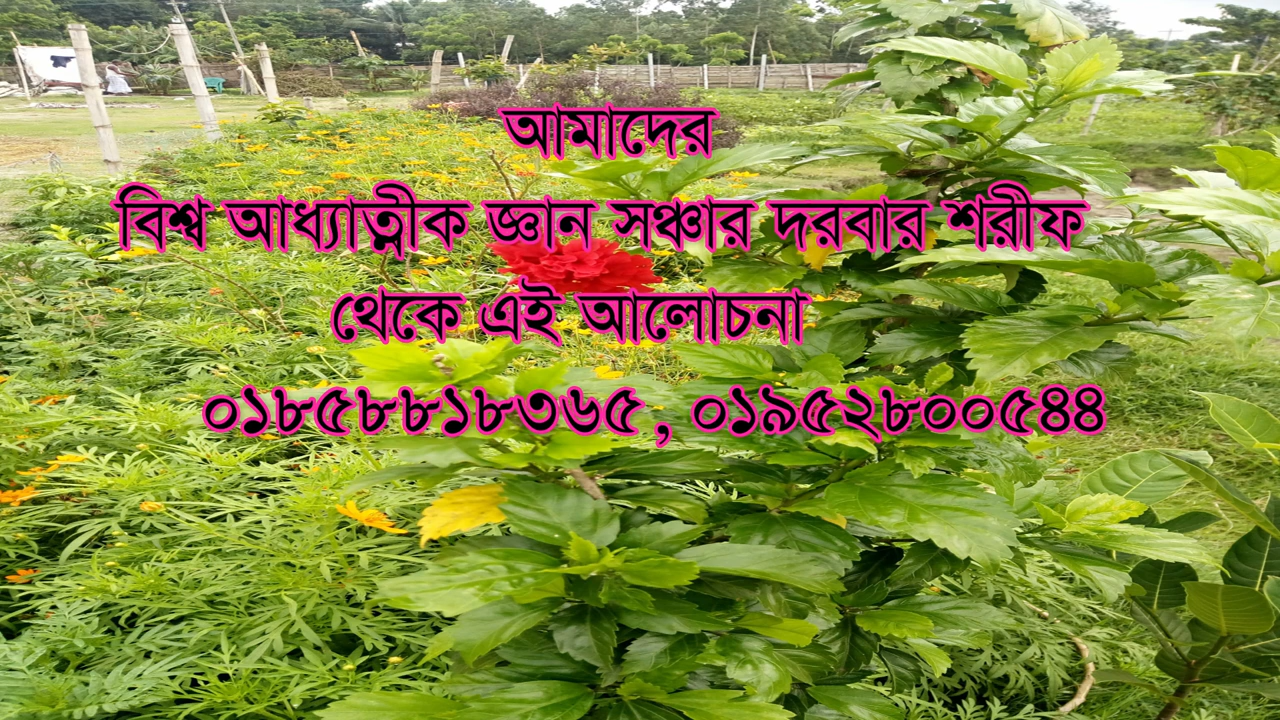 আমাদের
বিশ্ব আধ্যাত্নীক জ্ঞান সঞ্চার দরবার শরীফ
থেকে এই আলোচনা
০১৮৫৮৮১৮৩৬৫, ০১৯৫২৮০০৫৪৪